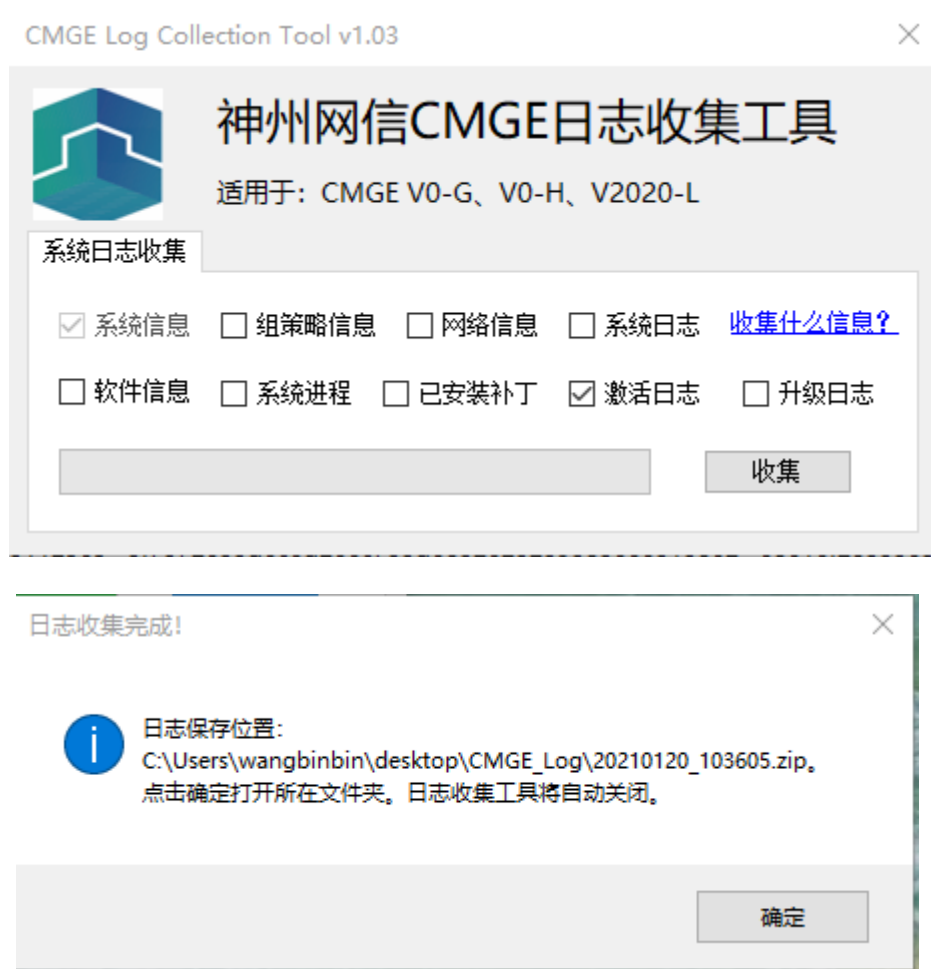 CMGE Log Collection Tool v1.03
神州网信CMGE日志收集工具
适用于：CMGE V0-G、V0-H、V2020-L
系统日志收集
系统信息 组策略信息 网络信息 系统日志 收集什么信息?
软件信息 系统进程 已安装补丁 激活日志 升级日志
收集
日志收集完成!
日志保存位置:
C:\Users\wangbinbin\desktop\CMGE_Log\20210120_103605.zip。
点击确定打开所在文件夹。日志收集工具将自动关闭。
确定